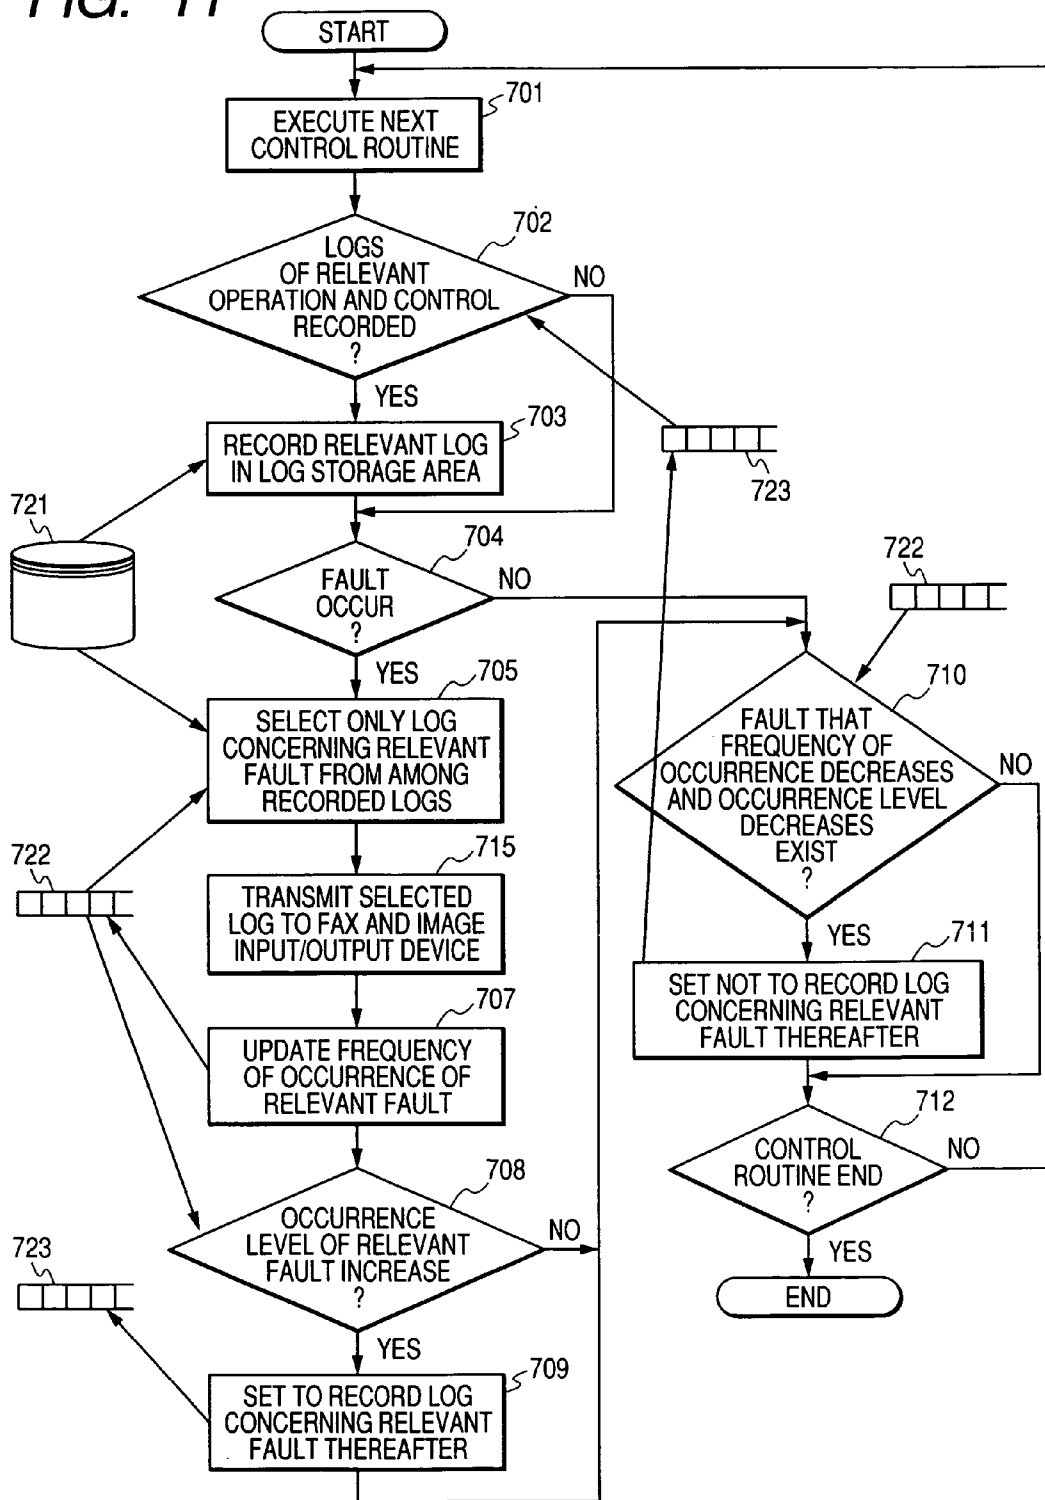 FIG. 11
START
701
EXECUTE NEXT
CONTROL ROUTINE
702
LOGS
OF RELEVANT
OPERATION AND CONTROL
RECORDED
?
NO
YES
703
RECORD RELEVANT LOG
IN LOG STORAGE AREA
723
721
704
FAULT
OCCUR
?
NO
YES
722
705
SELECT ONLY LOG
CONCERNING RELEVANT
FAULT FROM AMONG
RECORDED LOGS
710
FAULT THAT
FREQUENCY OF
OCCURRENCE DECREASES
AND OCCURRENCE LEVEL
DECREASES
EXIST
?
NO
YES
722
715
TRANSMIT SELECTED
LOG TO FAX AND IMAGE
INPUT/OUTPUT DEVICE
711
SET NOT TO RECORD LOG
CONCERNING RELEVANT
FAULT THEREAFTER
707
UPDATE FREQUENCY
OF OCCURRENCE OF
RELEVANT FAULT
712
CONTROL
ROUTINE END
?
NO
YES
END
708
OCCURRENCE
LEVEL OF RELEVANT
FAULT INCREASE
?
NO
YES
723
709
SET TO RECORD LOG
CONCERNING RELEVANT
FAULT THEREAFTER